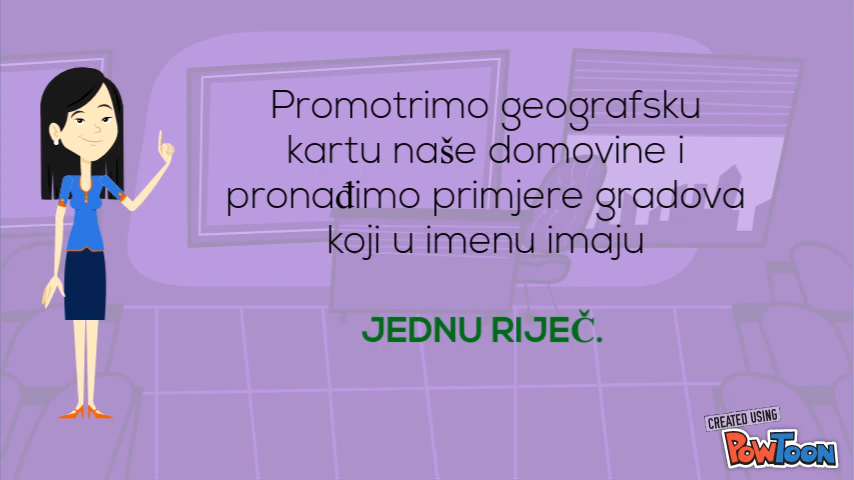 Promotrimo geografsku
kartu naše domovine i
pronađimo primjere gradova
koji u imenu imaju
JEDNU RIJEČ.
CREATED USING
POWTOON